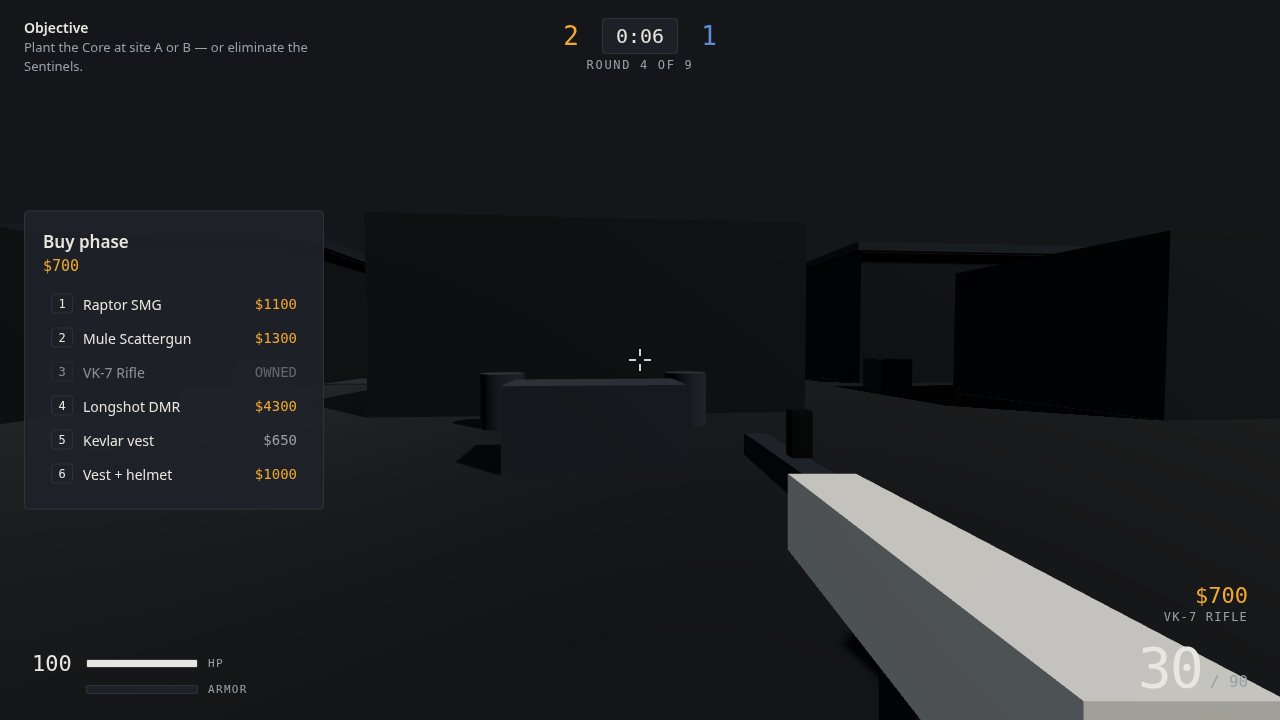 Objective
Plant the Core at site A or B — or eliminate the
Sentinels.
2 0:06 1
ROUND 4 OF 9
Buy phase
$700
1 Raptor SMG $1100
2 Mule Scattergun $1300
3 VK-7 Rifle OWNED
4 Longshot DMR $4300
5 Kevlar vest $650
6 Vest + helmet $1000
$700
VK-7 RIFLE
30 / 90
100 HP
ARMOR